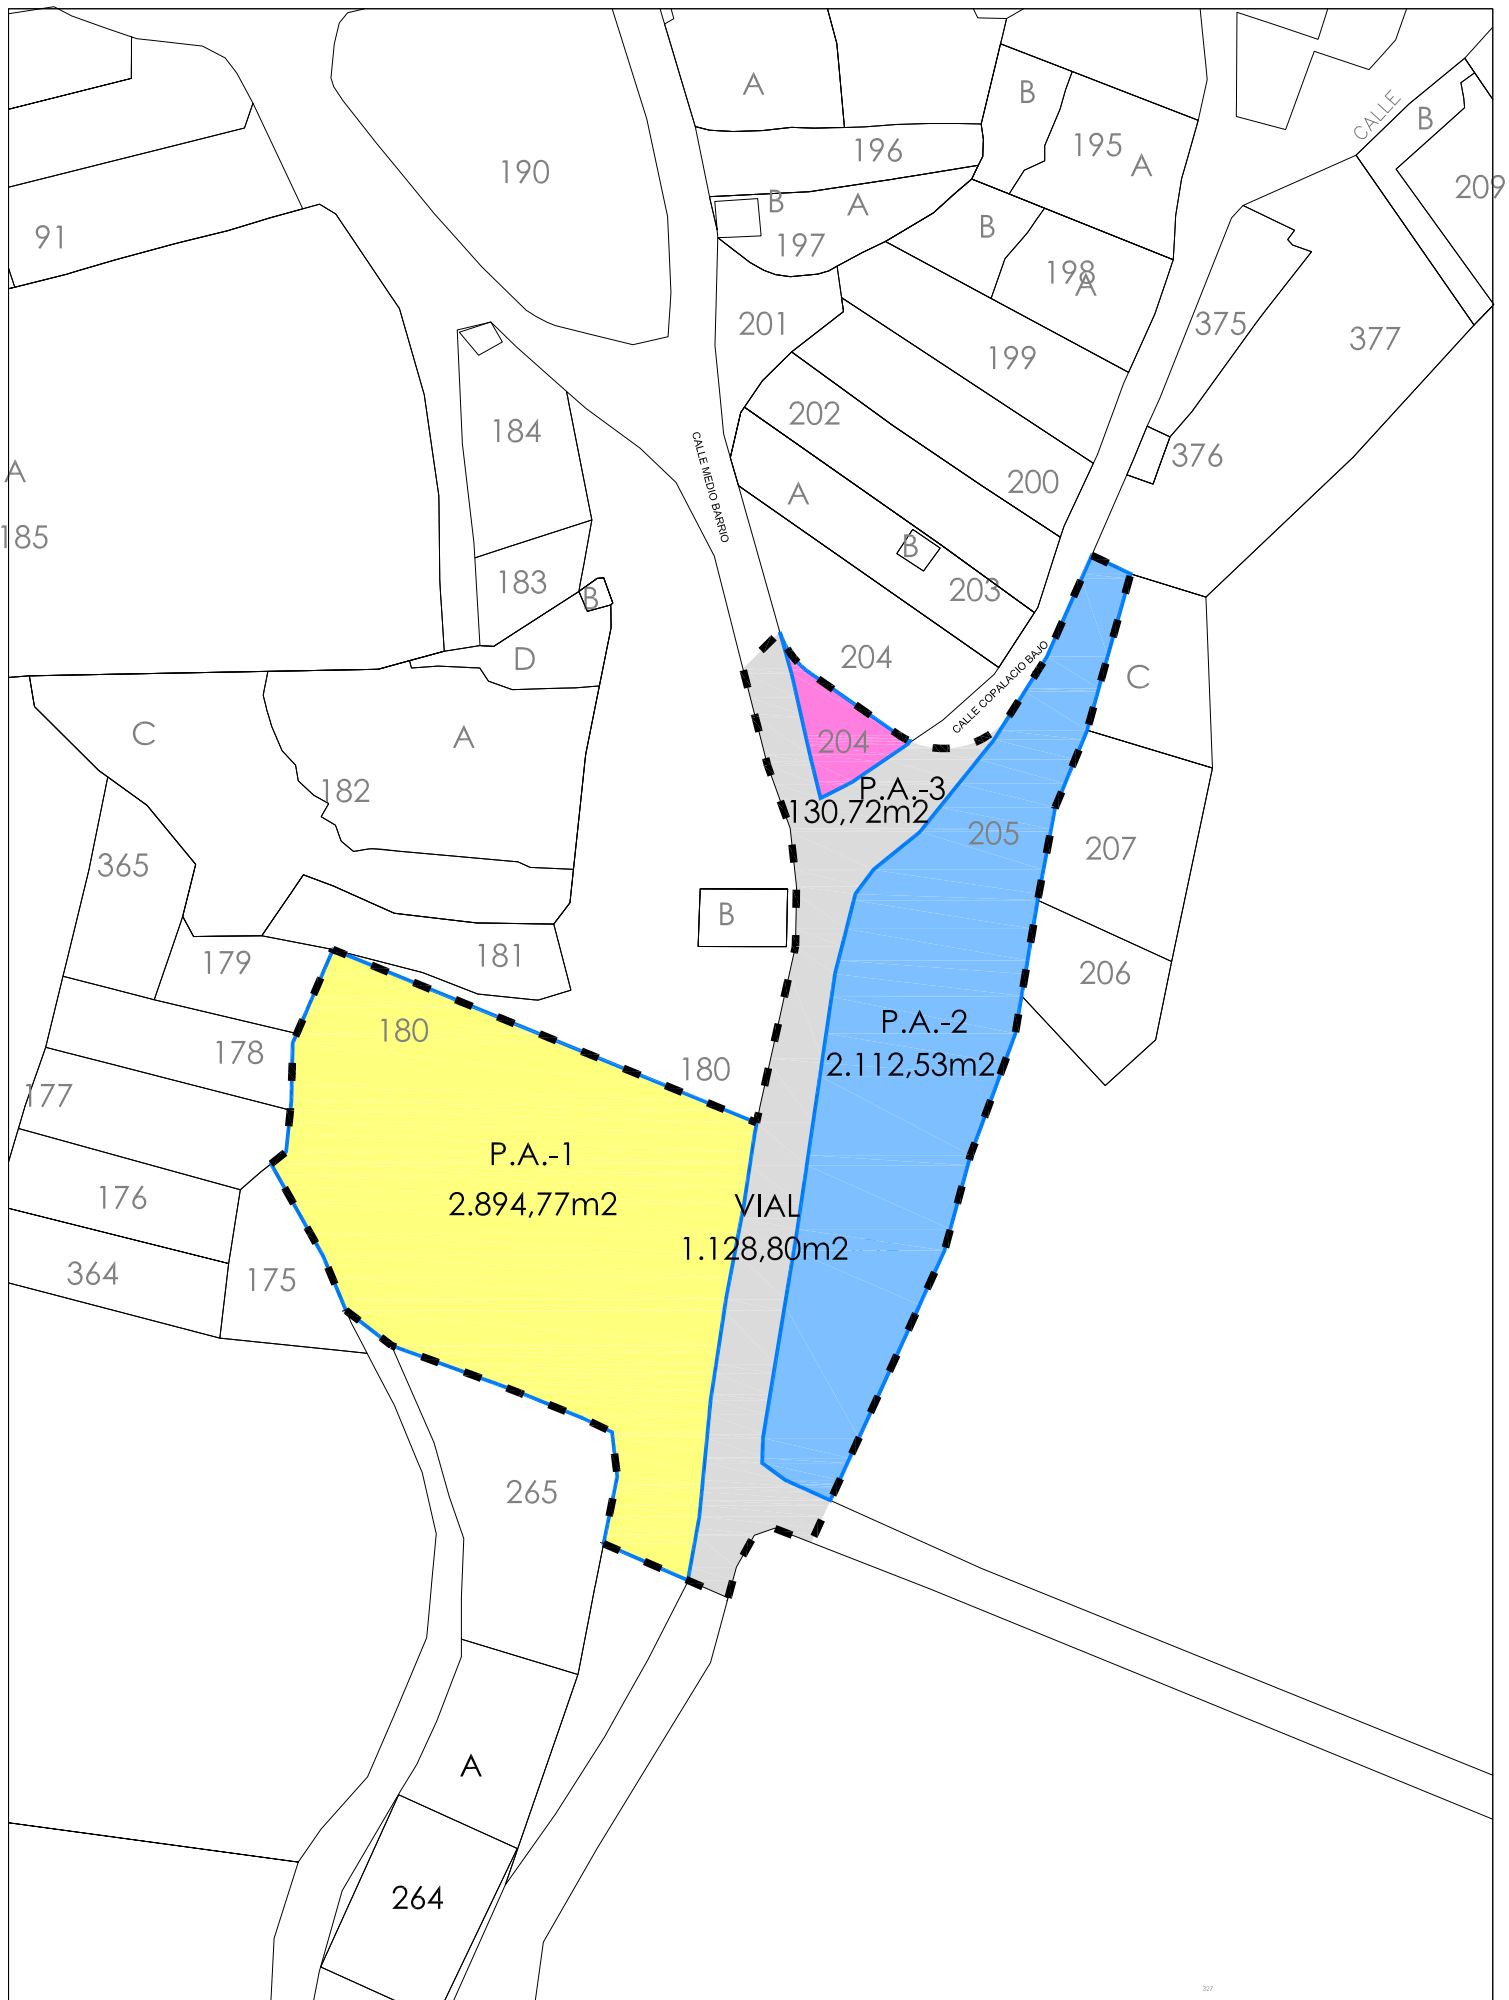 A
B
CALLE
B
195
A
196
190
209
B
A
91
B
197
198
A
201
375
377
199
202
184
376
A
185
A
200
CALLE MEDIO BARRIO
B
183
B
203
D
204
CALLE COPALACIO BAJO
C
C
A
204
182
P.A.-3
130,72m2
205
207
365
B
179
181
206
180
P.A.-2
178
180
2.112,53m2
177
P.A.-1
176
2.894,77m2
VIAL
1.128,80m2
364
175
265
A
264
327